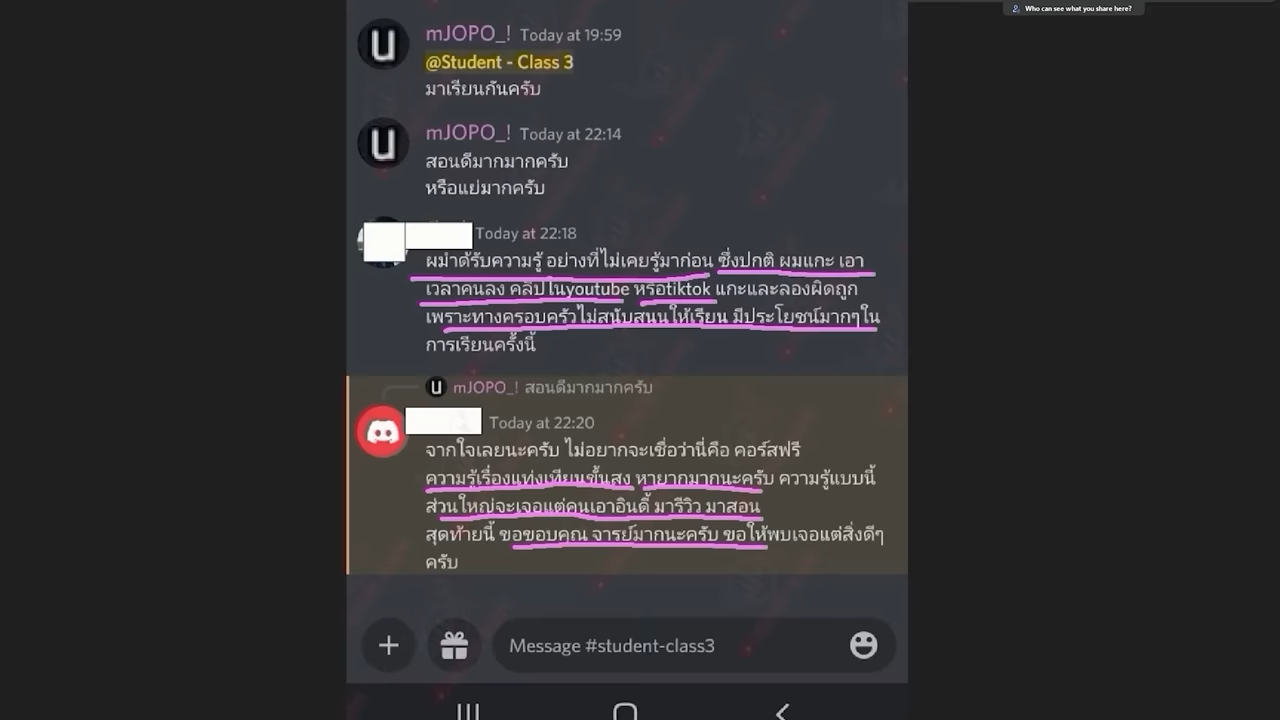 Who can see what you share here?
mJOPO_! Today at 19:59
@Student - Class 3
มาเรียนกันครับ
mJOPO_! Today at 22:14
สอนดีมากมากครับ
หรือแย่มากครับ
Today at 22:18
ผมำด้รับความรู้ อย่างที่ไม่เคยรู้มาก่อน ซึ่งปกติ ผมแกะ เอา
เวลาคนลง คลิปในyoutube หรือtiktok แกะและลองผิดถูก
เพราะทางครอบครัวไม่สนับสนุนให้เรียน มีประโยชน์มากๆใน
การเรียนครั้งนี้
mJOPO_! สอนดีมากมากครับ
Today at 22:20
จากใจเลยนะครับ ไม่อยากจะเชื่อว่านี่คือ คอร์สฟรี
ความรู้เรื่องแท่งเทียนขั้นสูง หายากมากนะครับ ความรู้แบบนี้
ส่วนใหญ่จะเจอแต่คนเอาอินดี้ มารีวิว มาสอน
สุดท้ายนี้ ขอขอบคุณ จารย์มากนะครับ ขอให้พบเจอแต่สิ่งดีๆ
ครับ
Message #student-class3